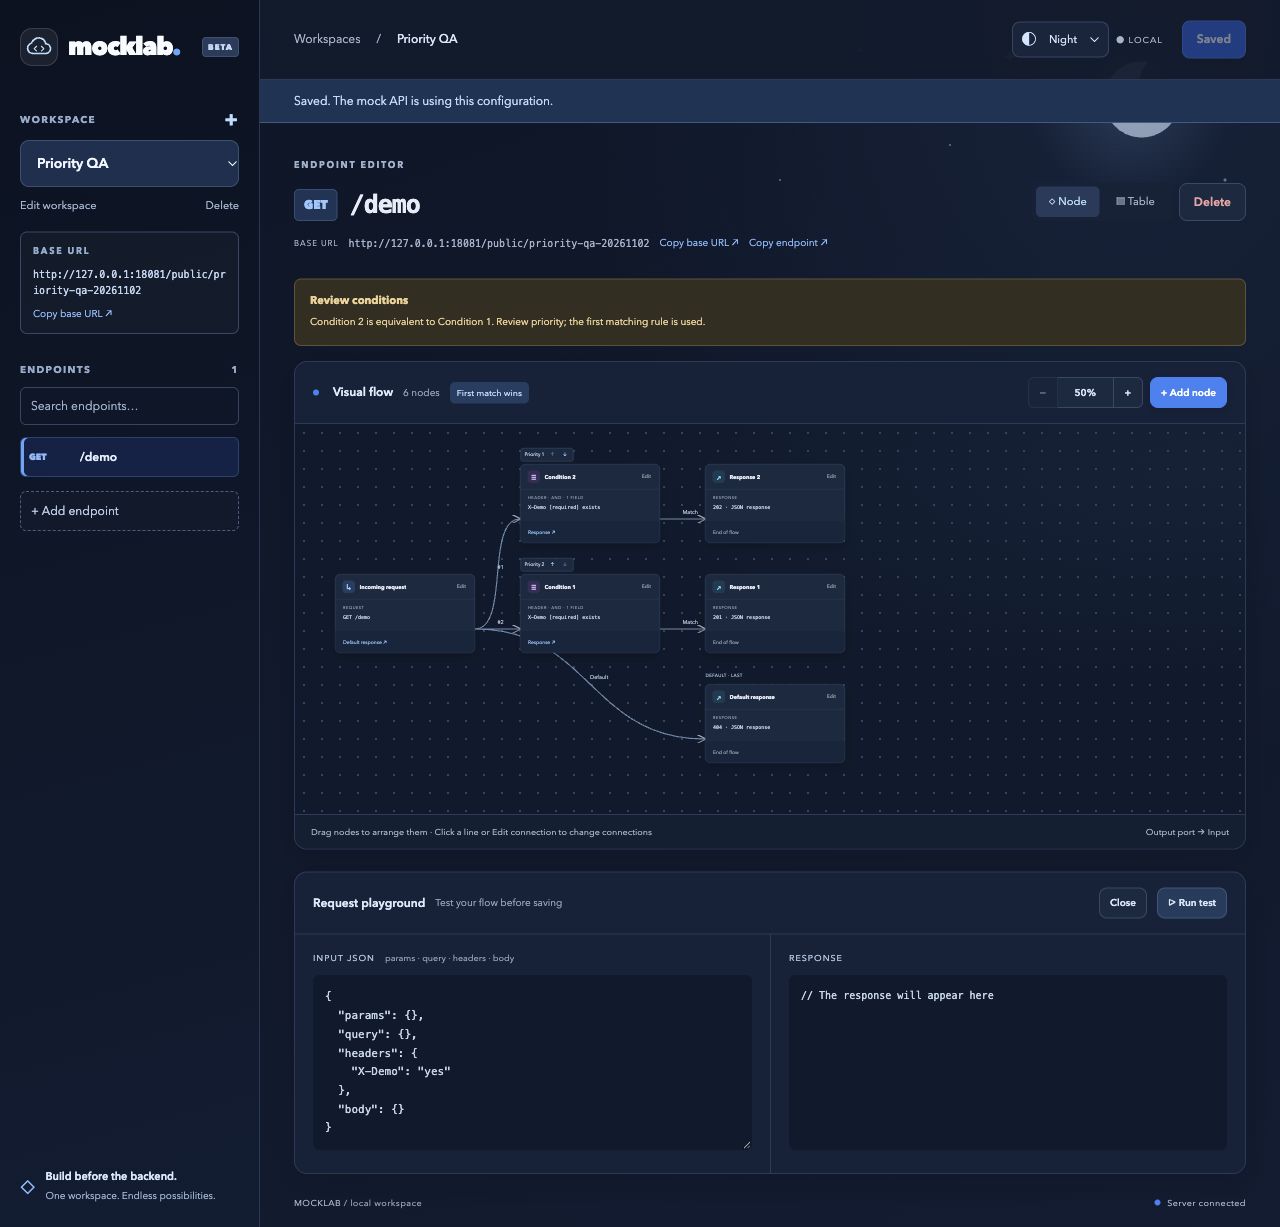 mocklab.
BETA
WORKSPACE
Priority QA
Edit workspace
Delete
BASE URL
http://127.0.0.1:18081/public/pr
iority-qa-20261102
Copy base URL ↗
ENDPOINTS 1
Search endpoints...
GET /demo
+ Add endpoint
Build before the backend.
One workspace. Endless possibilities.
Workspaces / Priority QA
Night
LOCAL
Saved
Saved. The mock API is using this configuration.
ENDPOINT EDITOR
GET /demo
Node
Table
Delete
BASE URL http://127.0.0.1:18081/public/priority-qa-20261102 Copy base URL ↗ Copy endpoint ↗
Review conditions
Condition 2 is equivalent to Condition 1. Review priority; the first matching rule is used.
Visual flow 6 nodes First match wins
− 50% +
+ Add node
Priority 1 ↑ ↓
Condition 2 Edit
HEADER · AND · 1 FIELD
X-Demo [required] exists
Response ↗
Match
Response 2 Edit
RESPONSE
202 · JSON response
End of flow
#1
Priority 2 ↑ ↓
Incoming request Edit
REQUEST
GET /demo
Default response ↗
#2
Condition 1 Edit
HEADER · AND · 1 FIELD
X-Demo [required] exists
Response ↗
Match
Response 1 Edit
RESPONSE
201 · JSON response
End of flow
Default
DEFAULT · LAST
Default response Edit
RESPONSE
404 · JSON response
End of flow
Drag nodes to arrange them · Click a line or Edit connection to change connections
Output port → Input
Request playground Test your flow before saving
Close
Run test
INPUT JSON params · query · headers · body
{
"params": {},
"query": {},
"headers": {
"X-Demo": "yes"
},
"body": {}
}
RESPONSE
// The response will appear here
MOCKLAB / local workspace
Server connected